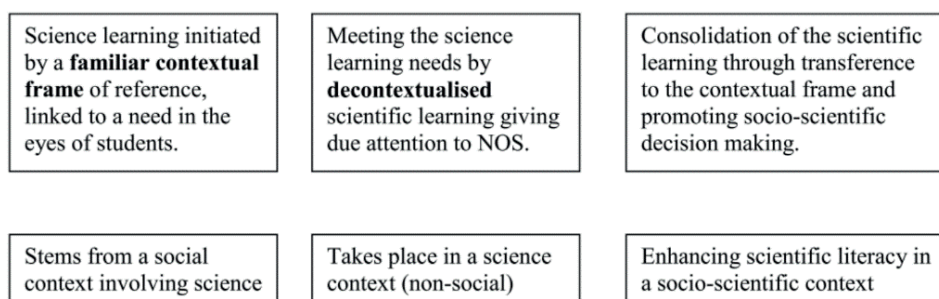 Science learning initiated
by a familiar contextual
frame of reference,
linked to a need in the
eyes of students.
Meeting the science
learning needs by
decontextualised
scientific learning giving
due attention to NOS.
Consolidation of the scientific
learning through transference
to the contextual frame and
promoting socio-scientific
decision making.
Stems from a social
context involving science
Takes place in a science
context (non-social)
Enhancing scientific literacy in
a socio-scientific context